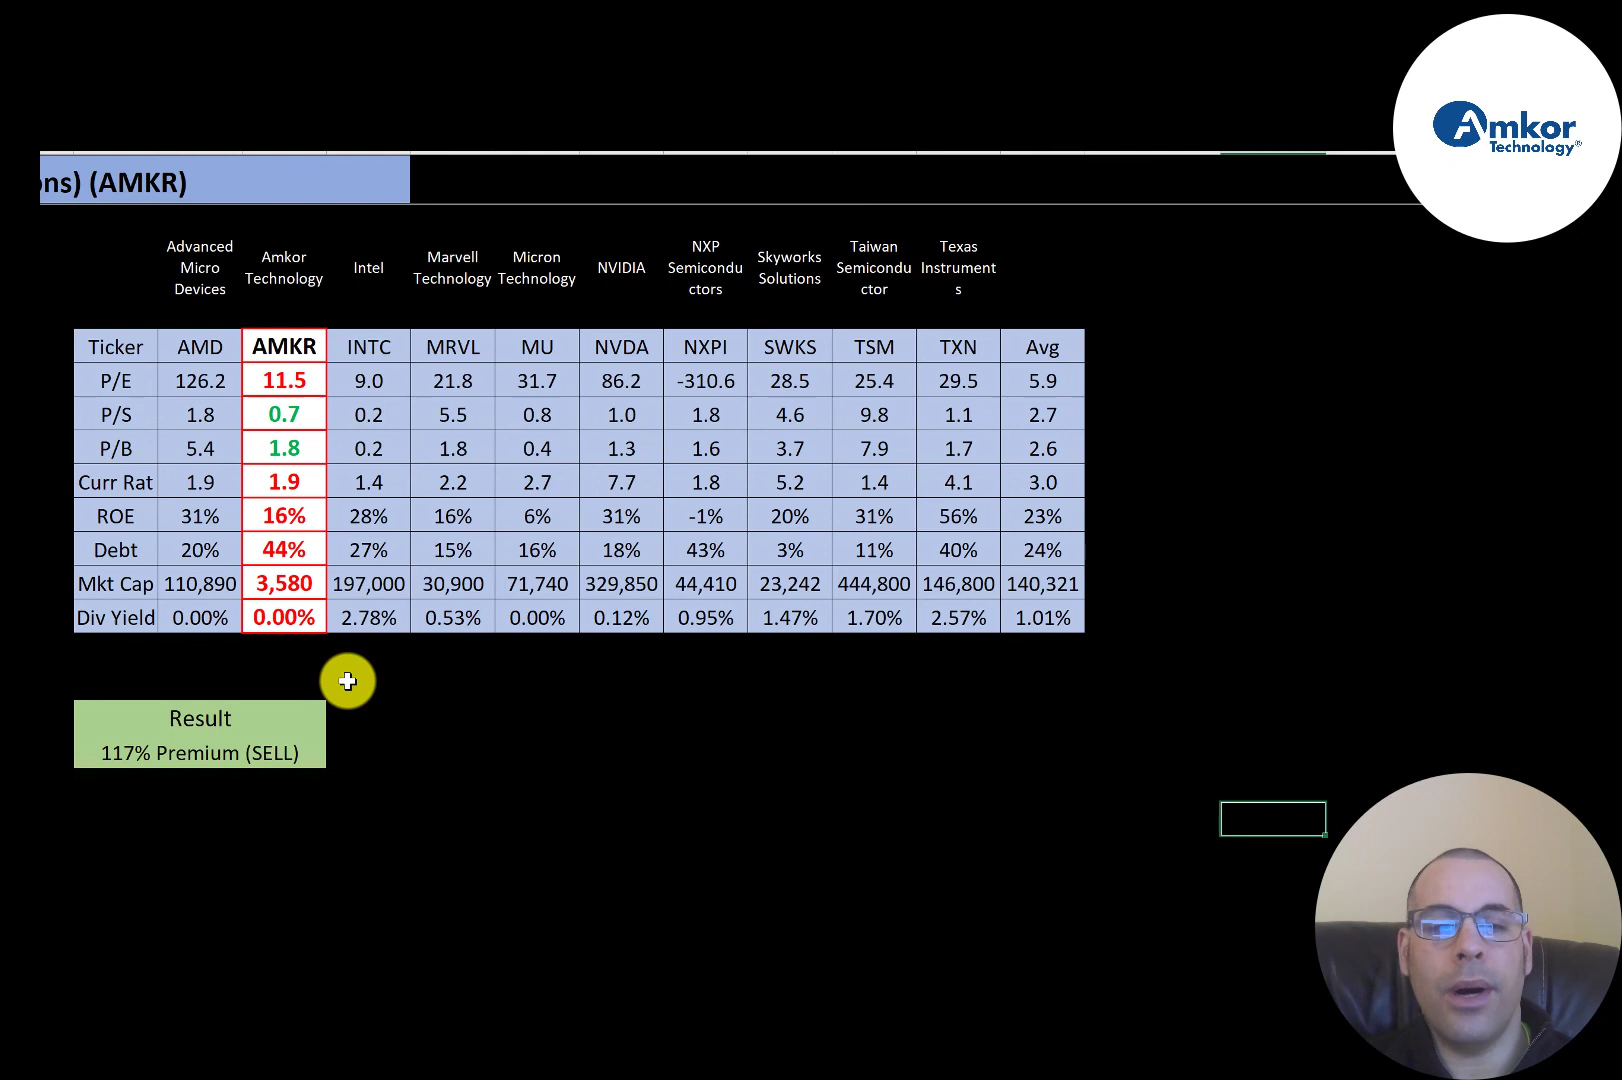 Amkor
Technology®
ons) (AMKR)
Advanced Micro Devices Amkor Technology Intel Marvell Technology Micron Technology NVIDIA NXP Semiconductors Skyworks Solutions Taiwan Semiconductor Texas Instruments
Ticker AMD AMKR INTC MRVL MU NVDA NXPI SWKS TSM TXN Avg
P/E 126.2 11.5 9.0 21.8 31.7 86.2 -310.6 28.5 25.4 29.5 5.9
P/S 1.8 0.7 0.2 5.5 0.8 1.0 1.8 4.6 9.8 1.1 2.7
P/B 5.4 1.8 0.2 1.8 0.4 1.3 1.6 3.7 7.9 1.7 2.6
Curr Rat 1.9 1.9 1.4 2.2 2.7 7.7 1.8 5.2 1.4 4.1 3.0
ROE 31% 16% 28% 16% 6% 31% -1% 20% 31% 56% 23%
Debt 20% 44% 27% 15% 16% 18% 43% 3% 11% 40% 24%
Mkt Cap 110,890 3,580 197,000 30,900 71,740 329,850 44,410 23,242 444,800 146,800 140,321
Div Yield 0.00% 0.00% 2.78% 0.53% 0.00% 0.12% 0.95% 1.47% 1.70% 2.57% 1.01%
Result
117% Premium (SELL)